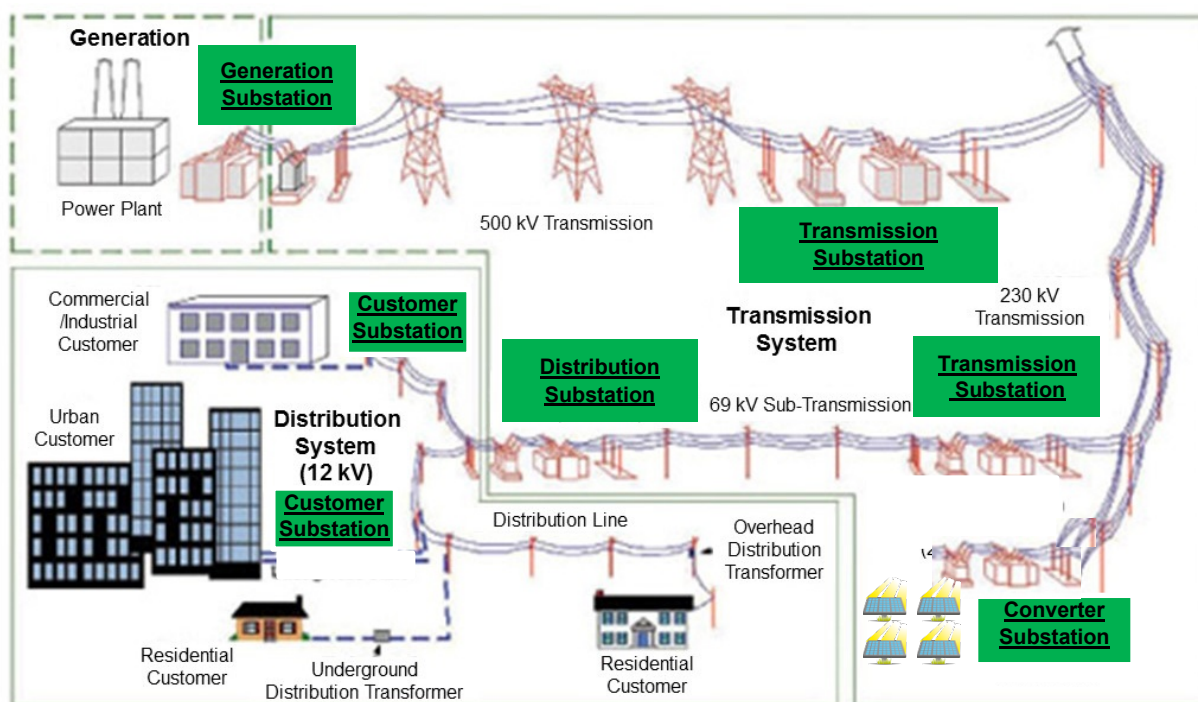 Generation
Generation
Substation
Power Plant
500 kV Transmission
Transmission
Substation
230 kV
Transmission
Commercial
/Industrial
Customer
Customer
Substation
Transmission
System
Distribution
Substation
Transmission
Substation
69 kV Sub-Transmission
Urban
Customer
Distribution
System
(12 kV)
Customer
Substation
Distribution Line
Overhead
Distribution
Transformer
Converter
Substation
Residential
Customer
Underground
Distribution Transformer
Residential
Customer